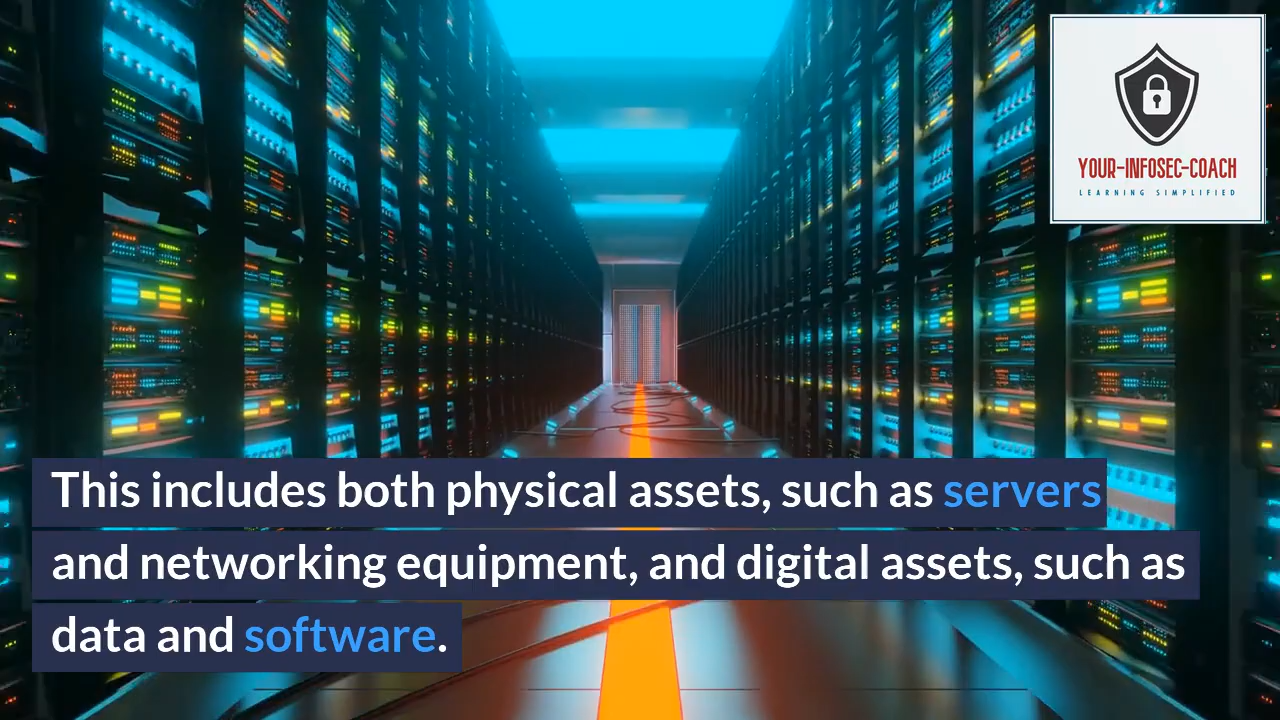 YOUR-INFOSEC-COACH
LEARNING SIMPLIFIED
This includes both physical assets, such as servers
and networking equipment, and digital assets, such as
data and software.